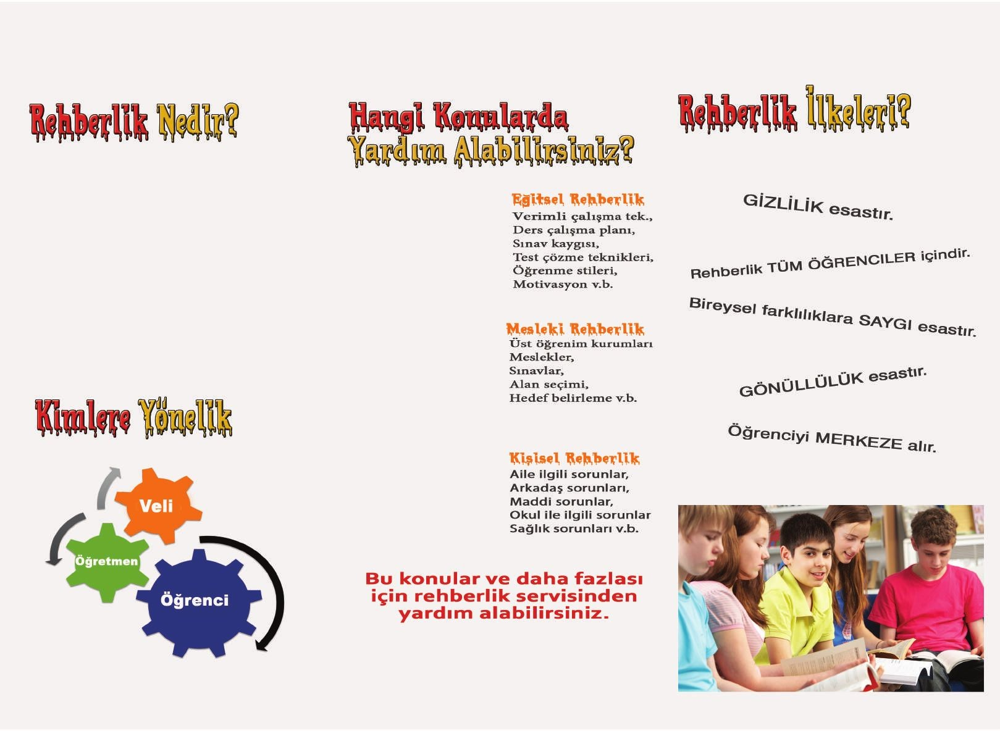 Rehberlik Nedir?
Kimlere Yönelik
Veli
Öğretmen
Öğrenci
Hangi Konularda
Yardım Alabilirsiniz?
Eğitsel Rehberlik
Verimli çalışma tek.,
Ders çalışma planı,
Sınav kaygısı,
Test çözme teknikleri,
Öğrenme stileri,
Motivasyon v.b.
Mesleki Rehberlik
Üst öğrenim kurumları
Meslekler,
Sınavlar,
Alan seçimi,
Hedef belirleme v.b.
Kişisel Rehberlik
Aile ilgili sorunlar,
Arkadaş sorunları,
Maddi sorunlar,
Okul ile ilgili sorunlar
Sağlık sorunları v.b.
Bu konular ve daha fazlası
için rehberlik servisinden
yardım alabilirsiniz.
Rehberlik İlkeleri?
GİZLİLİK esastır.
Rehberlik TÜM ÖĞRENCILER içindir.
Bireysel farklılıklara SAYGI esastır.
GÖNÜLLÜLÜK esastır.
Öğrenciyi MERKEZE alır.